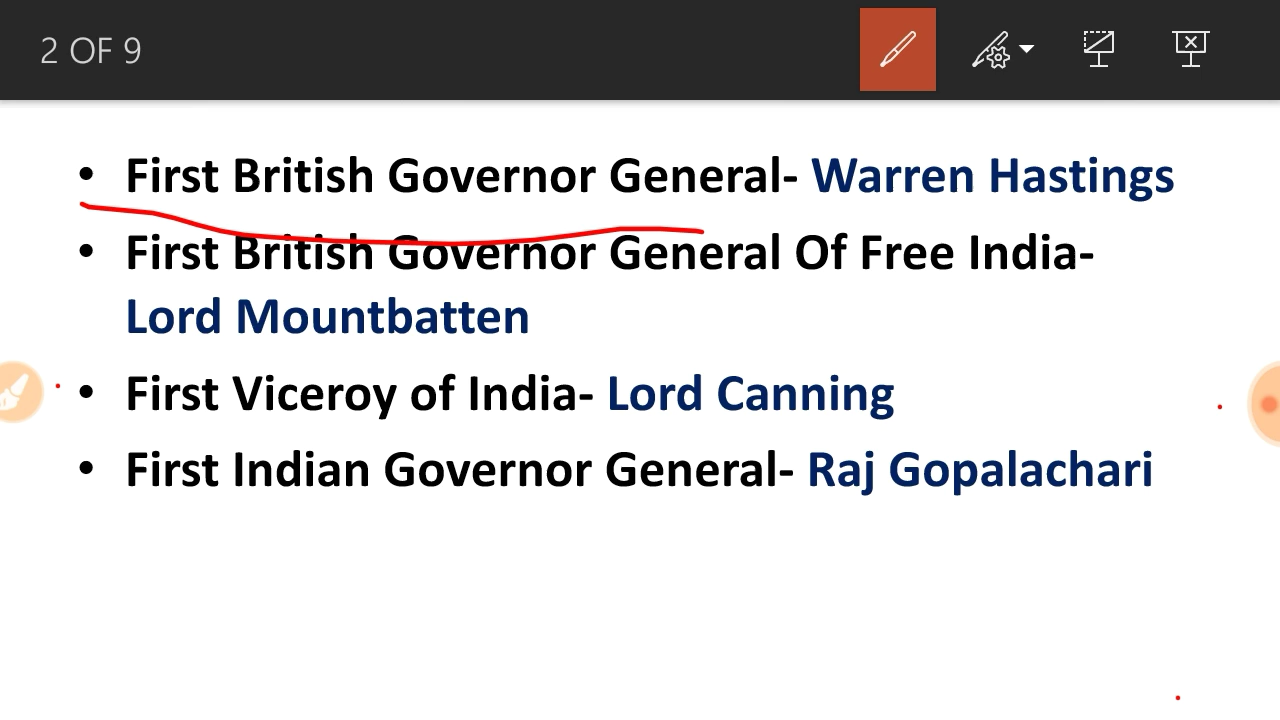 2 OF 9
• First British Governor General- Warren Hastings
• First British Governor General Of Free India-
Lord Mountbatten
• First Viceroy of India- Lord Canning
• First Indian Governor General- Raj Gopalachari